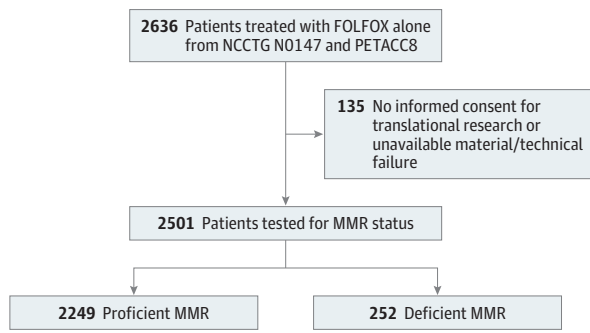 2636 Patients treated with FOLFOX alone
from NCCTG N0147 and PETACC8
135 No informed consent for
translational research or
unavailable material/technical
failure
2501 Patients tested for MMR status
2249 Proficient MMR
252 Deficient MMR